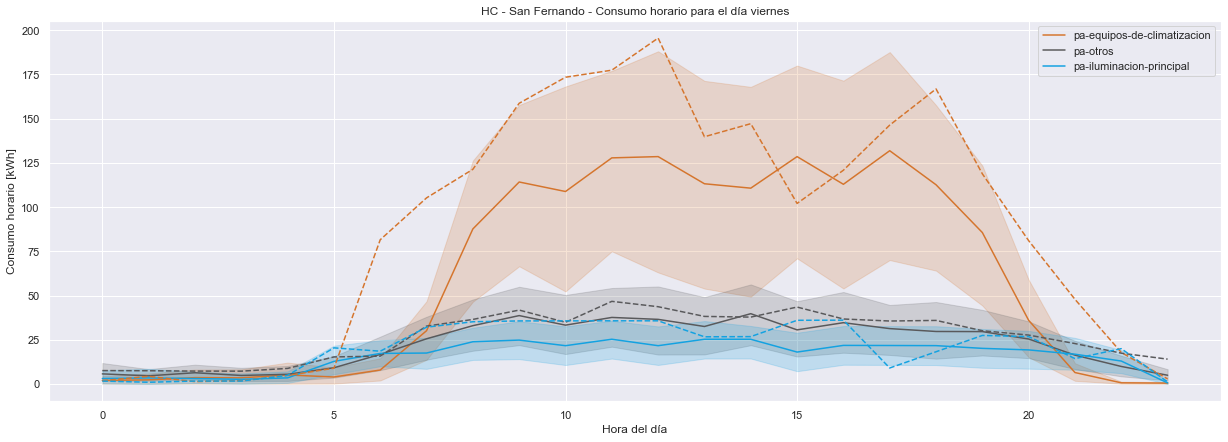 HC - San Fernando - Consumo horario para el día viernes
200
175
150
125
100
75
50
25
0
Consumo horario [kWh]
pa-equipos-de-climatizacion
pa-otros
pa-iluminacion-principal
0
5
10
15
20
Hora del día